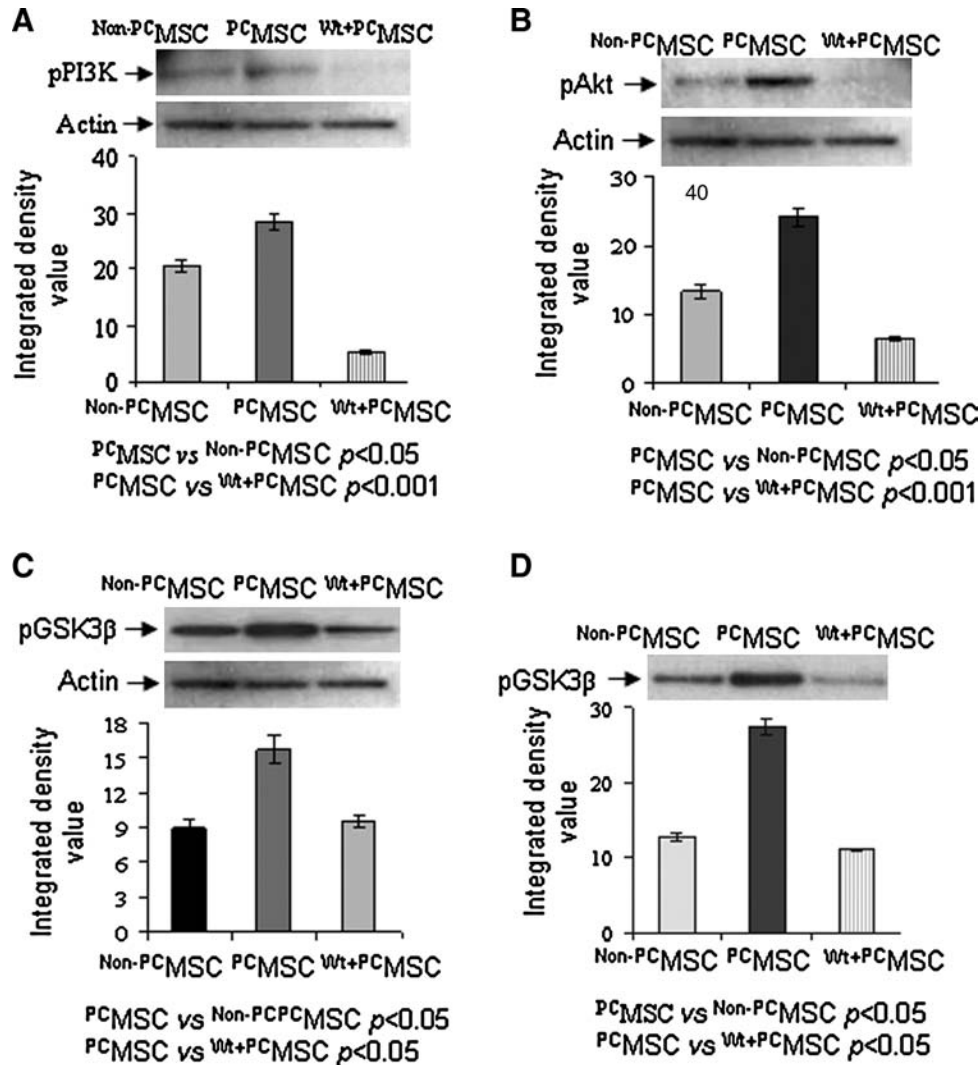 A
Non-PCMSC PCMSC Wt+PCMSC
pPI3K
Actin
Integrated density value
40
30
20
10
0
Non-PCMSC PCMSC Wt+PCMSC
PCMSC vs Non-PCMSC p<0.05
PCMSC vs Wt+PCMSC p<0.001
B
Non-PCMSC PCMSC Wt+PCMSC
pAkt
Actin
Integrated density value
30
20
10
0
40
Non-PCMSC PCMSC Wt+PCMSC
PCMSC vs Non-PCMSC p<0.05
PCMSC vs Wt+PCMSC p<0.001
C
Non-PCMSC PCMSC Wt+PCMSC
pGSK3β
Actin
Integrated density value
18
15
12
9
6
3
0
Non-PCMSC PCMSC Wt+PCMSC
PCMSC vs Non-PCPCMSC p<0.05
PCMSC vs Wt+PCMSC p<0.05
D
Non-PCMSC PCMSC Wt+PCMSC
pGSK3β
Integrated density value
30
20
10
0
Non-PCMSC PCMSC Wt+PCMSC
PCMSC vs Non-PCMSC p<0.05
PCMSC vs Wt+PCMSC p<0.05